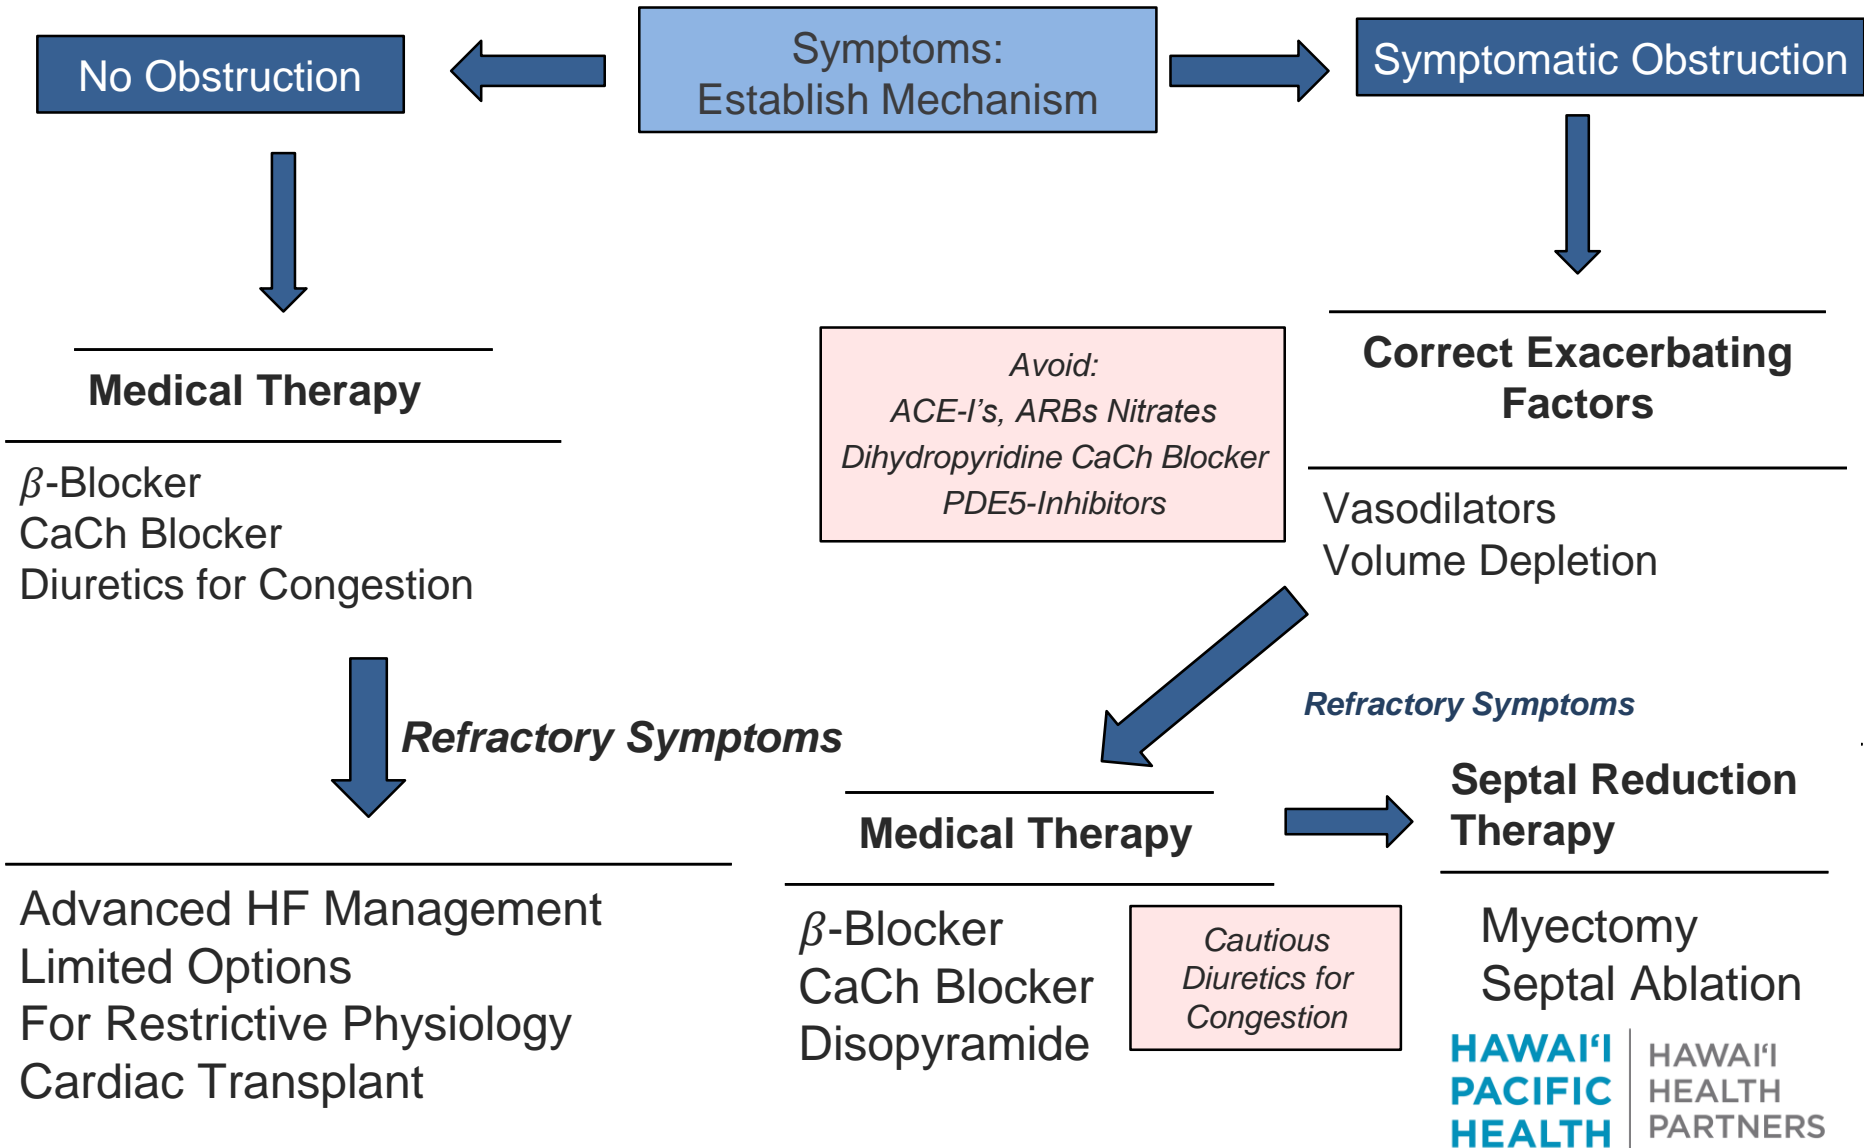 No Obstruction
Symptoms:
Establish Mechanism
Symptomatic Obstruction
Medical Therapy
β-Blocker
CaCh Blocker
Diuretics for Congestion
Refractory Symptoms
Advanced HF Management
Limited Options
For Restrictive Physiology
Cardiac Transplant
Avoid:
ACE-I’s, ARBs Nitrates
Dihydropyridine CaCh Blocker
PDE5-Inhibitors
Correct Exacerbating
Factors
Vasodilators
Volume Depletion
Medical Therapy
β-Blocker
CaCh Blocker
Disopyramide
Cautious
Diuretics for
Congestion
Refractory Symptoms
Septal Reduction
Therapy
Myectomy
Septal Ablation
HAWAI‘I
PACIFIC
HEALTH
HAWAI‘I
HEALTH
PARTNERS